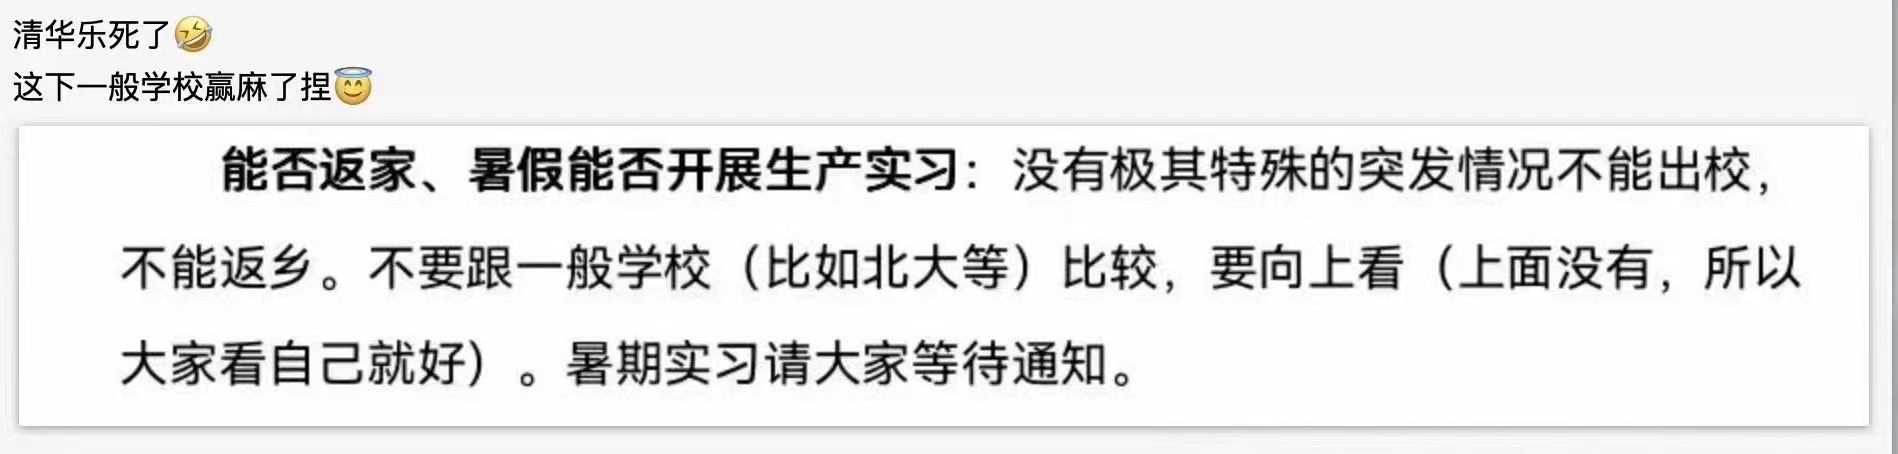 清华乐死了🤣
这下一般学校赢麻了捏😇
能否返家、暑假能否开展生产实习：没有极其特殊的突发情况不能出校，
不能返乡。不要跟一般学校（比如北大等）比较，要向上看（上面没有，所以
大家看自己就好）。暑期实习请大家等待通知。